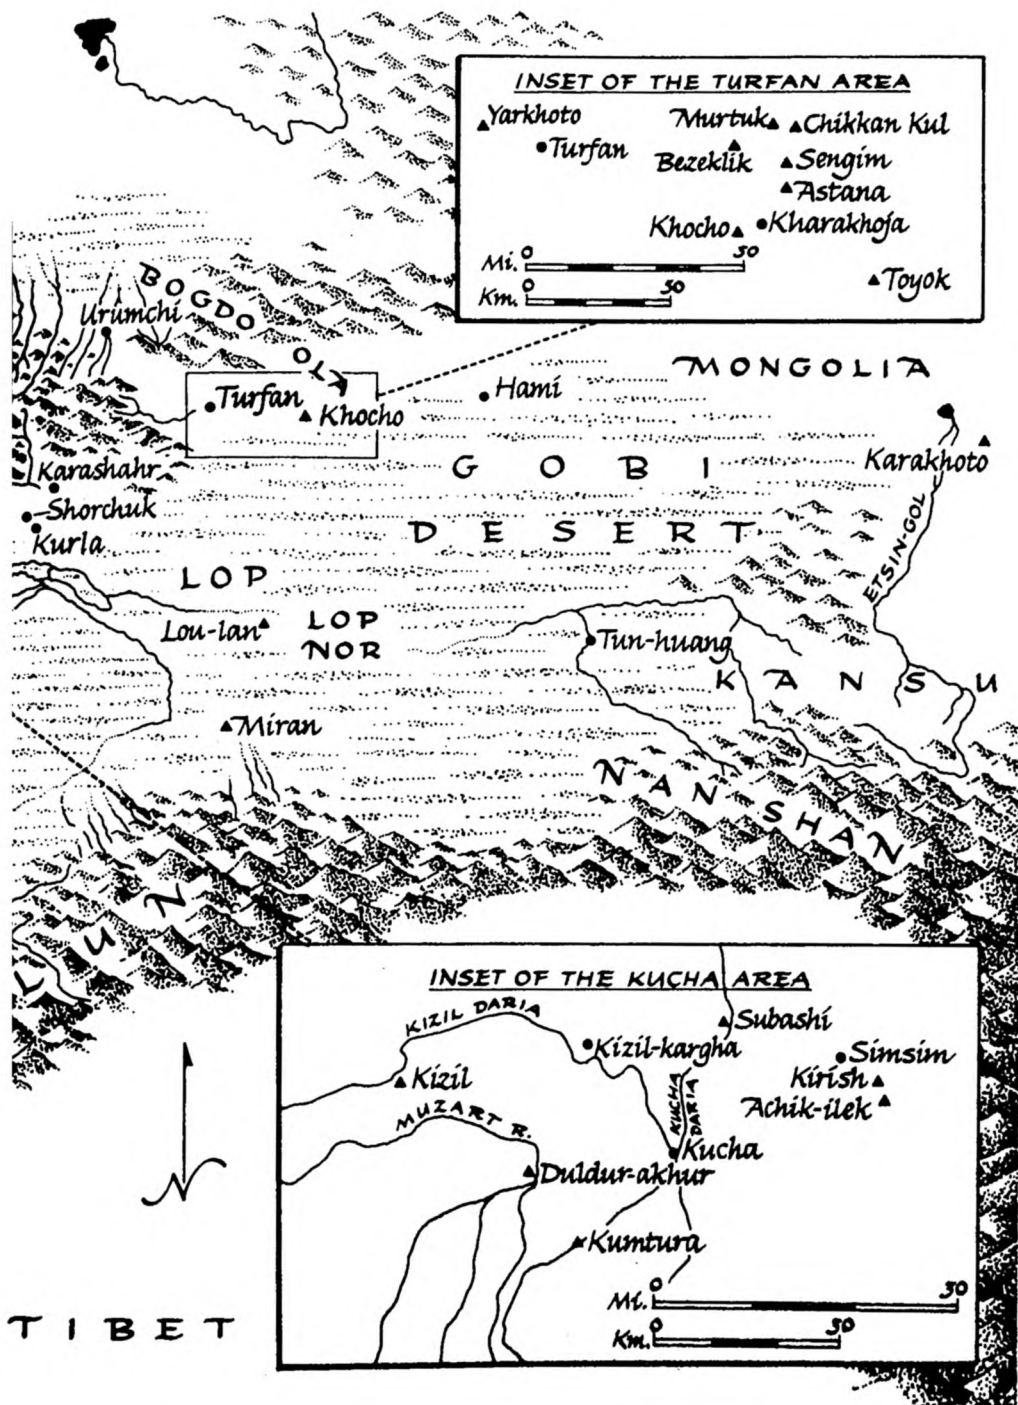 INSET OF THE TURFAN AREA
Yarkhoto
Murtuk
Chikkan Kul
Turfan
Bezeklik
Sengim
Astana
Khocho
Kharakhoja
Mi. 0 30
Km. 0 50
Toyok
BOGDO
Urümchi
MONGOLIA
Turfan
Khocho
Hami
Karakhoto
GOBI
DESERT
Karashahr
Shorchuk
Kurla
ETSIN-GOL
LOP
Lou-lan
LOP
NOR
Tun-huang
KANSU
Miran
NAN SHAN
LUN
INSET OF THE KUCHA AREA
KIZIL DARIA
Subashi
Kizil-kargha
Simsim
Kizil
Kirish
KUCHA
DARIA
Achik-ilek
MUZART R.
Kucha
Duldur-akhur
Kumtura
N
Mi. 0 30
Km. 0 50
TIBET